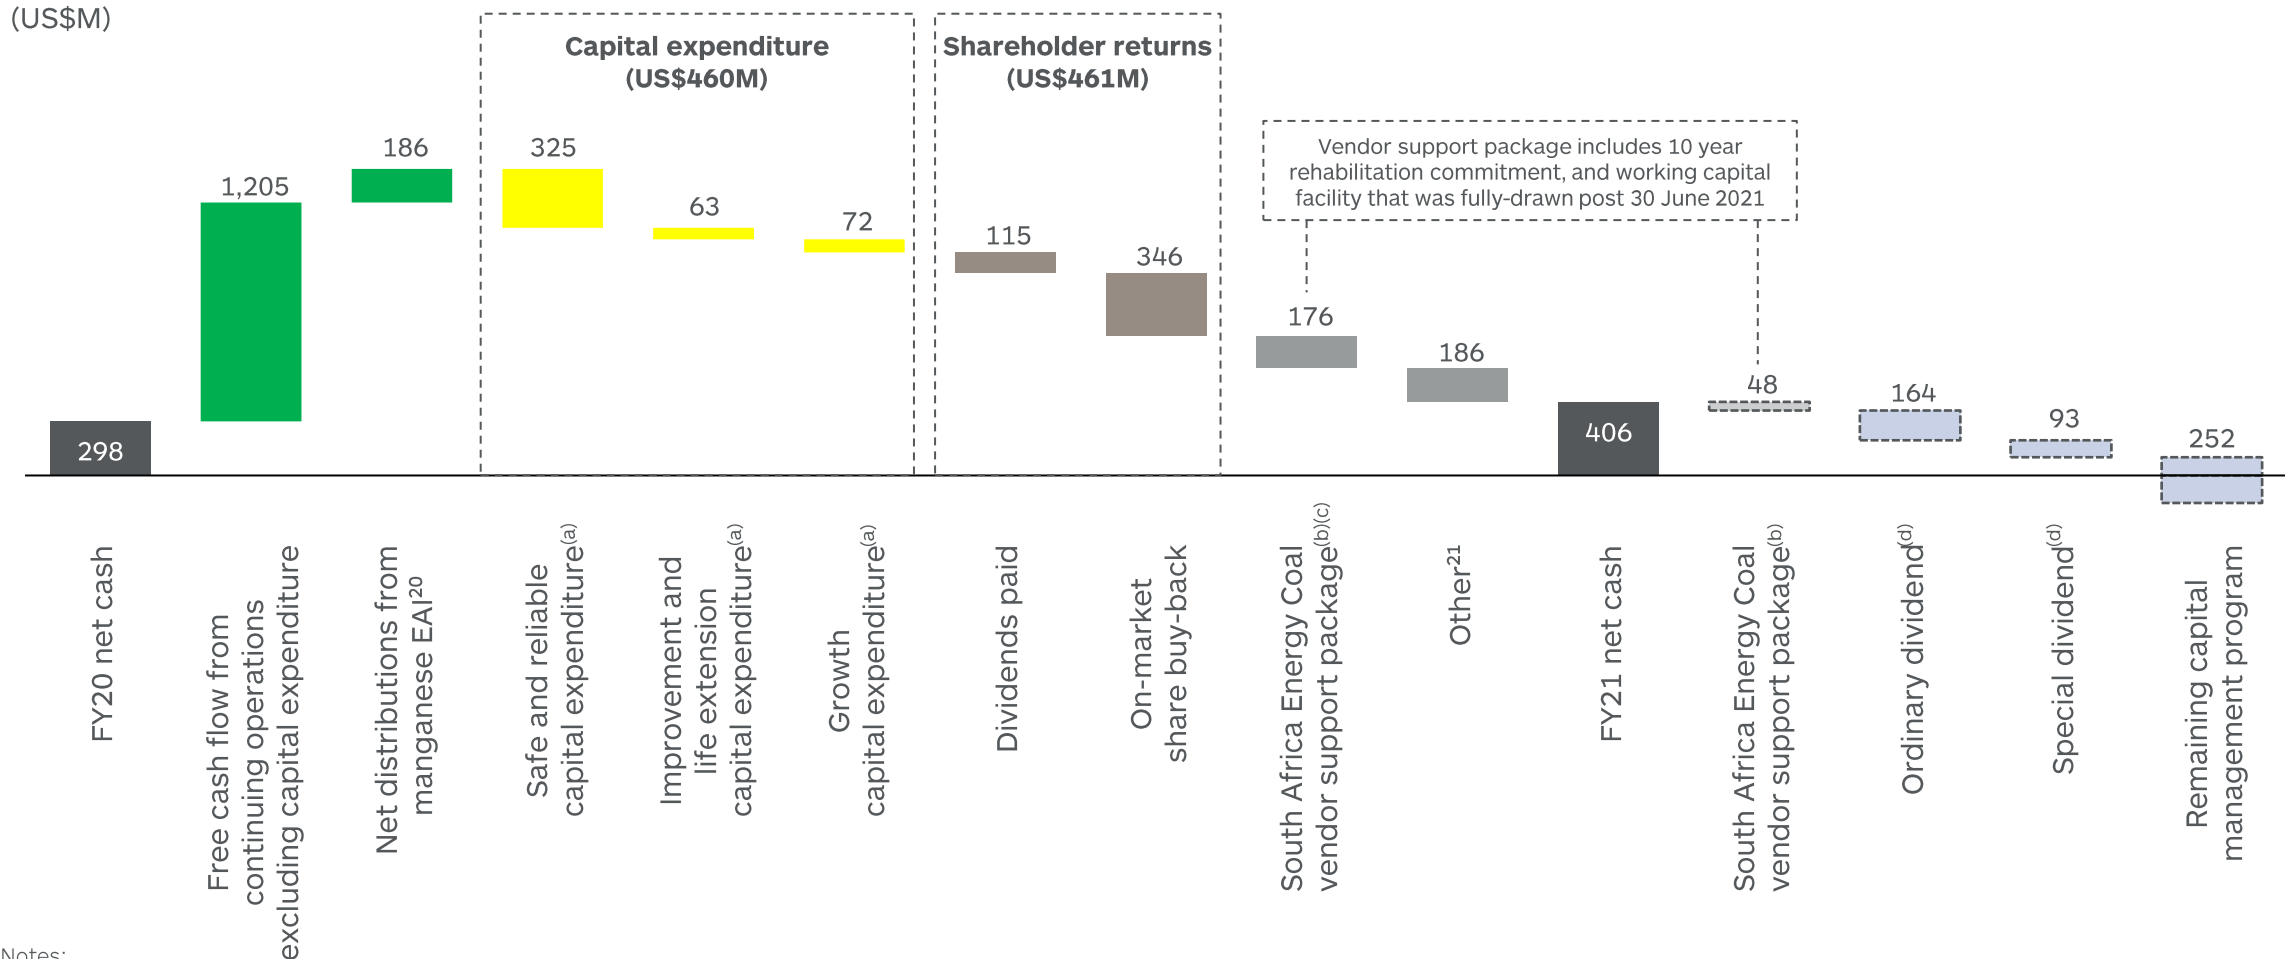 (US$M)
Capital expenditure
(US$460M)
Shareholder returns
(US$461M)
Vendor support package includes 10 year
rehabilitation commitment, and working capital
facility that was fully-drawn post 30 June 2021
298
1,205
186
325
63
72
115
346
176
186
406
48
164
93
252
FY20 net cash
Free cash flow from
continuing operations
excluding capital expenditure
Net distributions from
manganese EAI²⁰
Safe and reliable
capital expenditure⁽ᵃ⁾
Improvement and
life extension
capital expenditure⁽ᵃ⁾
Growth
capital expenditure⁽ᵃ⁾
Dividends paid
On-market
share buy-back
South Africa Energy Coal
vendor support package⁽ᵇ⁾⁽ᶜ⁾
Other²¹
FY21 net cash
South Africa Energy Coal
vendor support package⁽ᵇ⁾
Ordinary dividend⁽ᵈ⁾
Special dividend⁽ᵈ⁾
Remaining capital
management program
Notes: